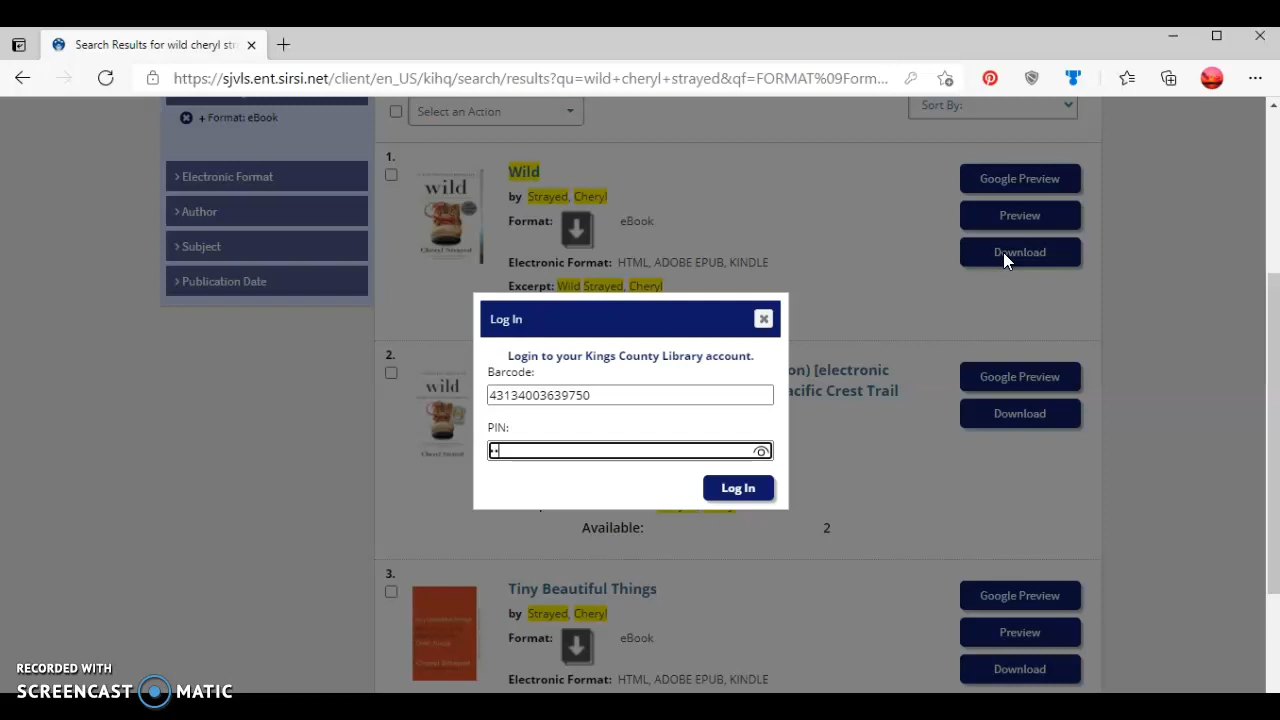 Search Results for wild cheryl str
https://sjvls.ent.sirsi.net/client/en_US/kihq/search/results?qu=wild+cheryl+strayed&qf=FORMAT%09Form...
+ Format: eBook
Electronic Format
Author
Subject
Publication Date
Select an Action
Sort By:
1.
Wild
by Strayed, Cheryl
Format: eBook
Electronic Format: HTML, ADOBE EPUB, KINDLE
Excerpt: Wild Strayed, Cheryl
wild
Cheryl Strayed
Google Preview
Preview
Download
Log In
Login to your Kings County Library account.
Barcode:
43134003639750
PIN:
Log In
2.
wild
on) [electronic
acific Crest Trail
Google Preview
Download
Available: 2
3.
Tiny Beautiful Things
by Strayed, Cheryl
Format: eBook
Electronic Format: HTML, ADOBE EPUB, KINDLE
Google Preview
Preview
Download
RECORDED WITH
SCREENCAST MATIC